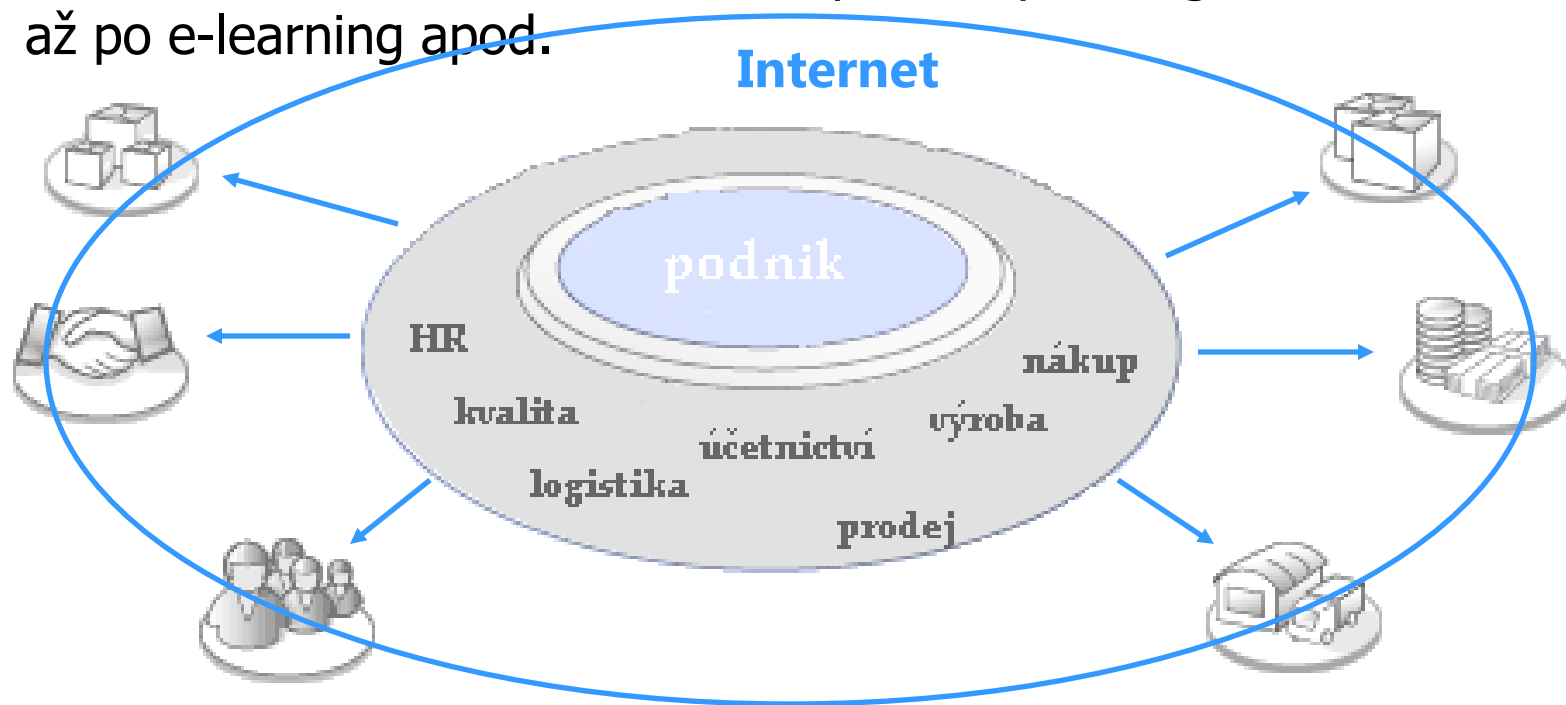 až po e-learning apod.
Internet
podnik
HR
nákup
kvalita
výroba
účetnictví
logistika
prodej